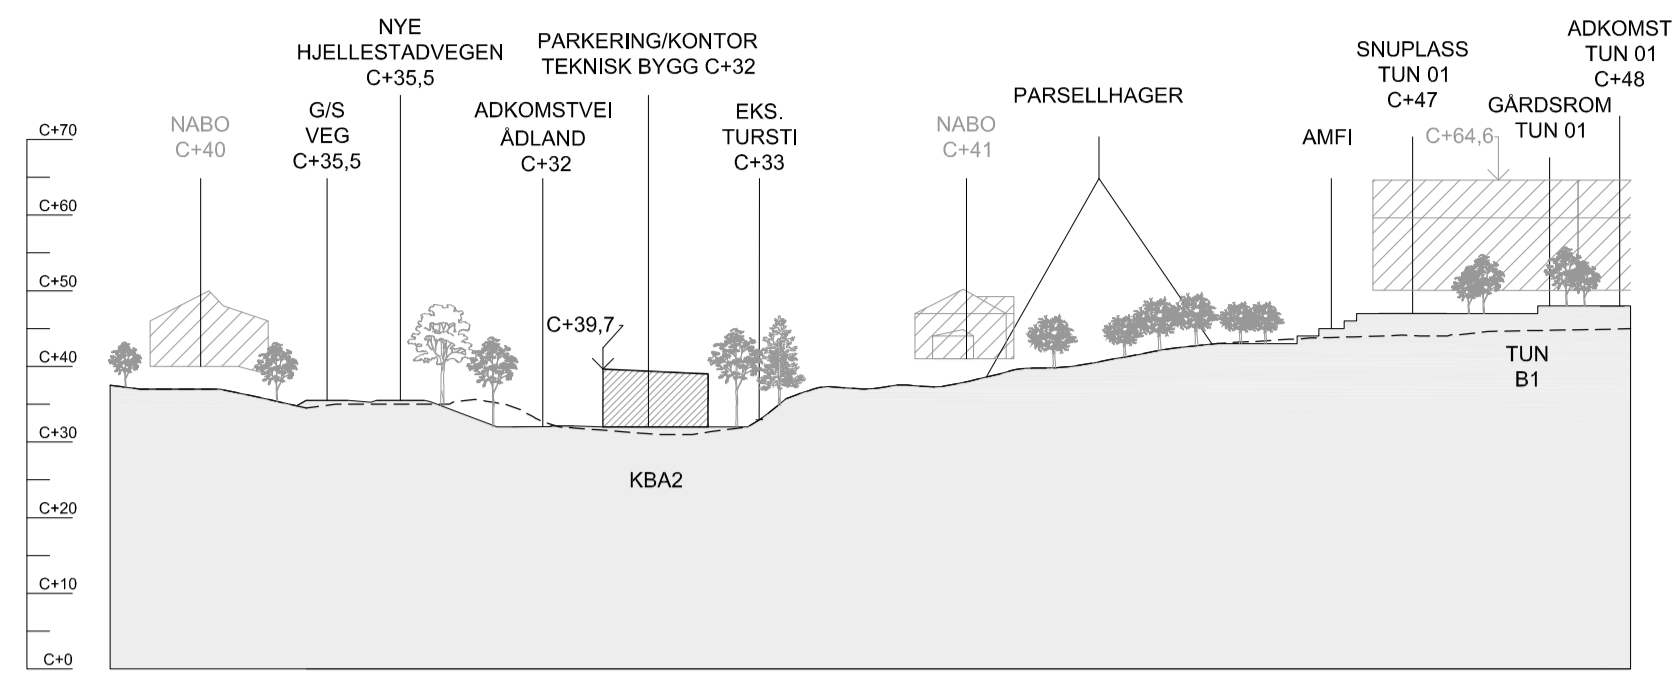 NYE
HJELLESTADVEGEN
C+35,5
PARKERING/KONTOR
TEKNISK BYGG C+32
ADKOMST
TUN 01
C+48
SNUPLASS
TUN 01
C+47
PARSELLHAGER
G/S
VEG
C+35,5
ADKOMSTVEI
ÅDLAND
C+32
EKS.
TURSTI
C+33
GÅRDSROM
TUN 01
NABO
C+40
NABO
C+41
AMFI
C+64,6
C+70
C+60
C+50
C+40
C+30
C+20
C+10
C+0
C+39,7
TUN
B1
KBA2